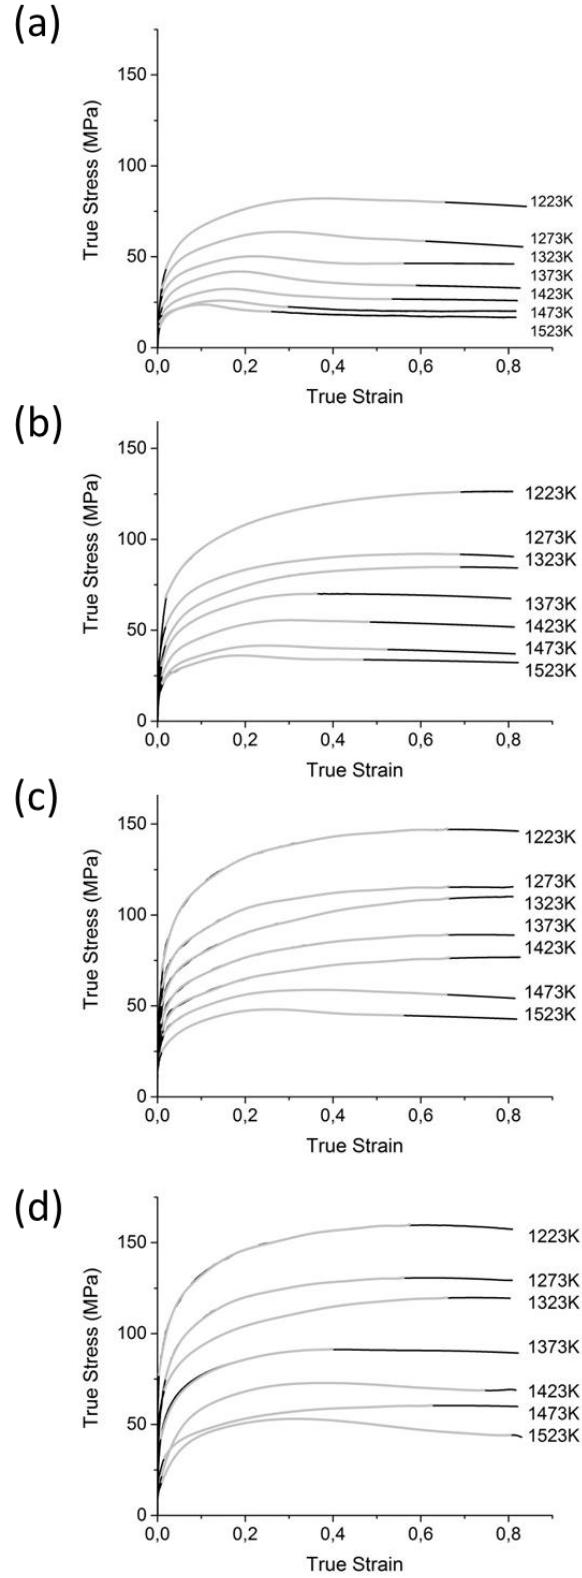 (a)
True Stress (MPa)
150
100
50
0
1223K
1273K
1323K
1373K
1423K
1473K
1523K
0,0 0,2 0,4 0,6 0,8
True Strain
(b)
True Stress (MPa)
150
100
50
0
1223K
1273K
1323K
1373K
1423K
1473K
1523K
0,0 0,2 0,4 0,6 0,8
True Strain
(c)
True Stress (MPa)
150
100
50
0
1223K
1273K
1323K
1373K
1423K
1473K
1523K
0,0 0,2 0,4 0,6 0,8
True Strain
(d)
True Stress (MPa)
150
100
50
0
1223K
1273K
1323K
1373K
1423K
1473K
1523K
0,0 0,2 0,4 0,6 0,8
True Strain